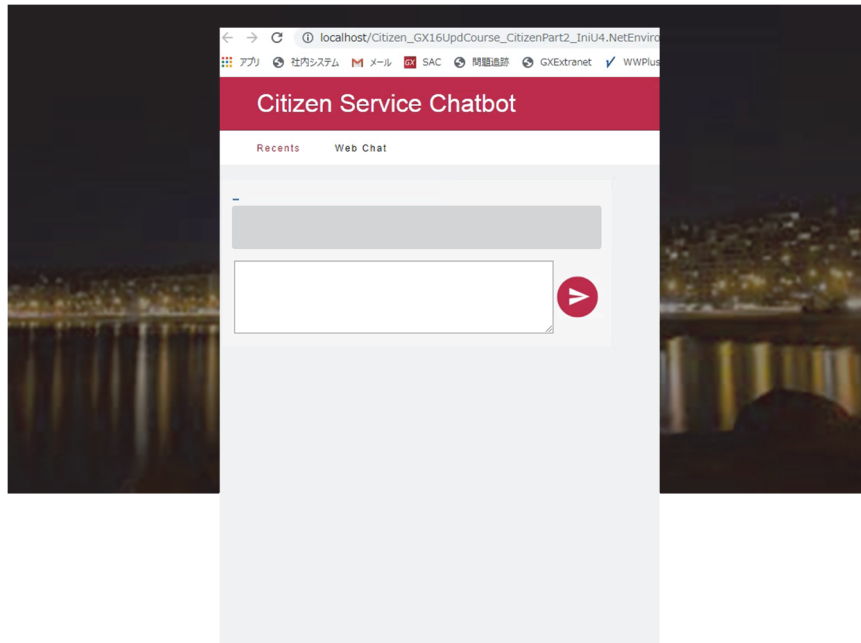 localhost/Citizen_GX16UpdCourse_CitizenPart2_IniU4.NetEnviro
アプリ 社内システム メール GX SAC 問題追跡 GXExtranet WWPlus
Citizen Service Chatbot
Recents Web Chat